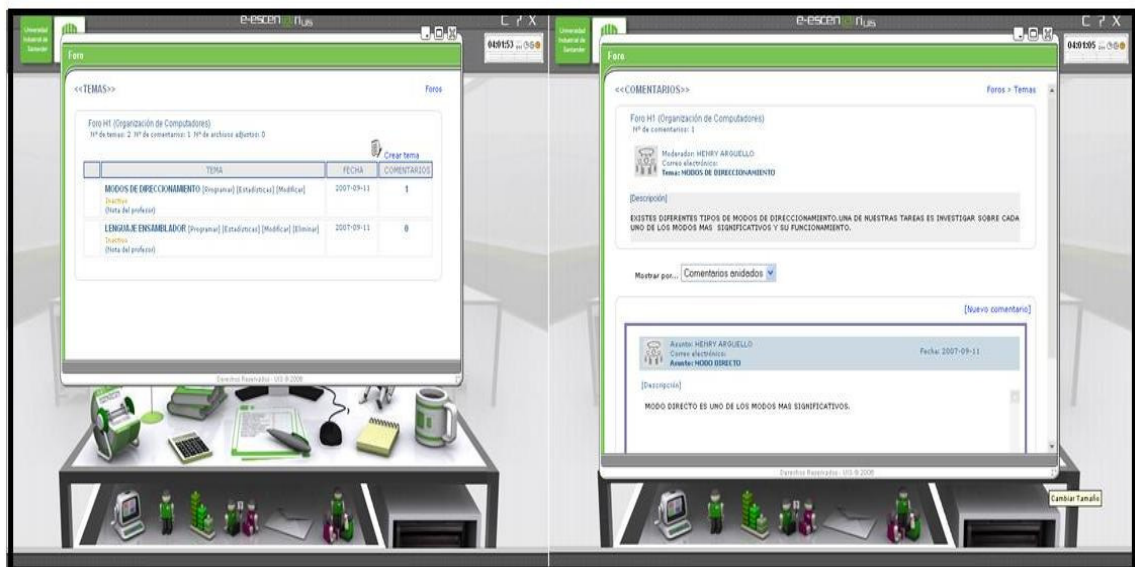 Universidad
Industrial de
Santander
e-escenarius
C ? X
04:01:53
Foro
<<TEMAS>>
Foros
Foro H1 (Organización de Computadores)
Nº de temas: 2 Nº de comentarios: 1 Nº de archivos adjuntos: 0
Crear tema
TEMA FECHA COMENTARIOS
MODOS DE DIRECCIONAMIENTO [Programar] [Estadísticas] [Modificar] 2007-09-11 1
Inactivo
(Nota del profesor)
LENGUAJE ENSAMBLADOR [Programar] [Estadísticas] [Modificar] [Eliminar] 2007-09-11 0
Inactivo
(Nota del profesor)
Derechos Reservados - UIS © 2008
Universidad
Industrial de
Santander
e-escenarius
C ? X
04:01:05
Foro
<<COMENTARIOS>>
Foros > Temas
Foro H1 (Organización de Computadores)
Nº de comentarios: 1
Moderador: HENRY ARGUELLO
Correo electrónico:
Tema: MODOS DE DIRECCIONAMIENTO
[Descripción]
EXISTES DIFERENTES TIPOS DE MODOS DE DIRECCIONAMIENTO.UNA DE NUESTRAS TAREAS ES INVESTIGAR SOBRE CADA
UNO DE LOS MODOS MAS SIGNIFICATIVOS Y SU FUNCIONAMIENTO.
Mostrar por... Comentarios anidados
[Nuevo comentario]
Asunto: HENRY ARGUELLO
Correo electrónico:
Asunto: MODO DIRECTO
Fecha: 2007-09-11
[Descripción]
MODO DIRECTO ES UNO DE LOS MODOS MAS SIGNIFICATIVOS.
Derechos Reservados - UIS © 2008
Cambiar Tamaño